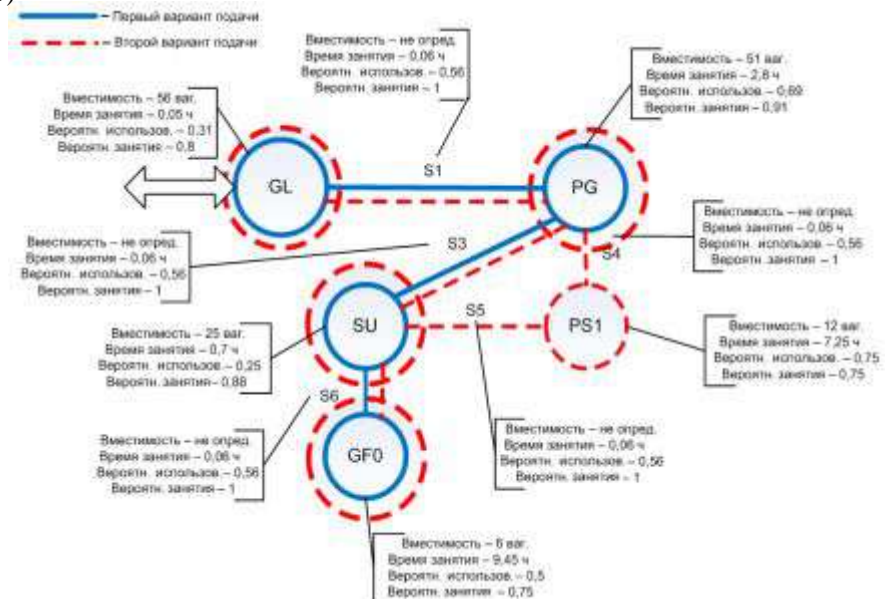 – Первый вариант подачи
– Второй вариант подачи
Вместимость – не опред.
Время занятия – 0,06 ч
Вероятн. использов. – 0,56
Вероятн. занятия – 1
Вместимость – 51 ваг.
Время занятия – 2,8 ч
Вероятн. использов. – 0,69
Вероятн. занятия – 0,91
Вместимость – 56 ваг.
Время занятия – 0,05 ч
Вероятн. использов. – 0,31
Вероятн. занятия – 0,8
S1
GL
PG
Вместимость – не опред.
Время занятия – 0,06 ч
Вероятн. использов. – 0,56
Вероятн. занятия – 1
S3
S4
Вместимость – не опред.
Время занятия – 0,06 ч
Вероятн. использов. – 0,56
Вероятн. занятия – 1
SU
S5
PS1
Вместимость – 25 ваг.
Время занятия – 0,7 ч
Вероятн. использов. – 0,25
Вероятн. занятия – 0,88
Вместимость – 12 ваг.
Время занятия – 7,25 ч
Вероятн. использов. – 0,75
Вероятн. занятия – 0,75
S6
Вместимость – не опред.
Время занятия – 0,06 ч
Вероятн. использов. – 0,56
Вероятн. занятия – 1
GF0
Вместимость – не опред.
Время занятия – 0,06 ч
Вероятн. использов. – 0,56
Вероятн. занятия – 1
Вместимость – 6 ваг.
Время занятия – 9,45 ч
Вероятн. использов. – 0,5
Вероятн. занятия – 0,75